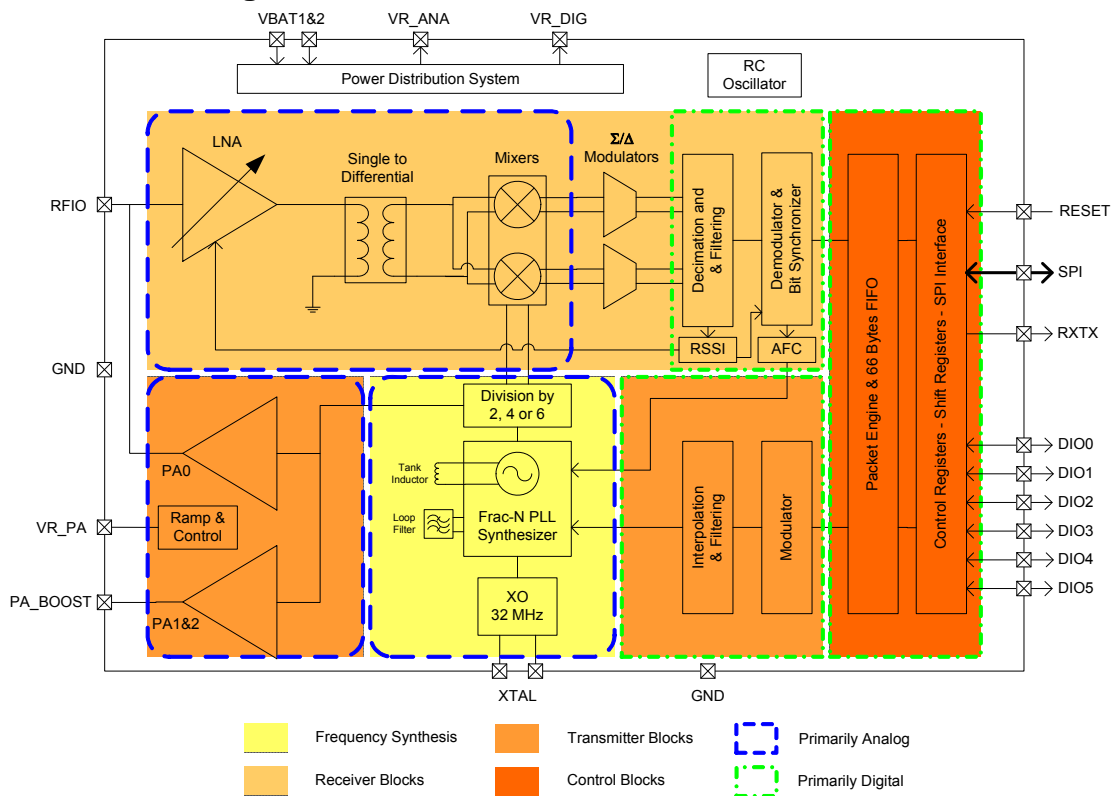 VBAT1&2
VR_ANA
VR_DIG
Power Distribution System
RC
Oscillator
LNA
Single to
Differential
Mixers
Σ/Δ
Modulators
Decimation and
& Filtering
Demodulator &
Bit Synchronizer
RSSI
AFC
Packet Engine & 66 Bytes FIFO
Control Registers - Shift Registers - SPI Interface
RFIO
GND
VR_PA
PA_BOOST
RESET
SPI
RXTX
DIO0
DIO1
DIO2
DIO3
DIO4
DIO5
PA0
Ramp &
Control
PA1&2
Division by
2, 4 or 6
Tank
Inductor
Loop
Filter
Frac-N PLL
Synthesizer
XO
32 MHz
Interpolation
& Filtering
Modulator
XTAL
GND
Frequency Synthesis
Transmitter Blocks
Primarily Analog
Receiver Blocks
Control Blocks
Primarily Digital